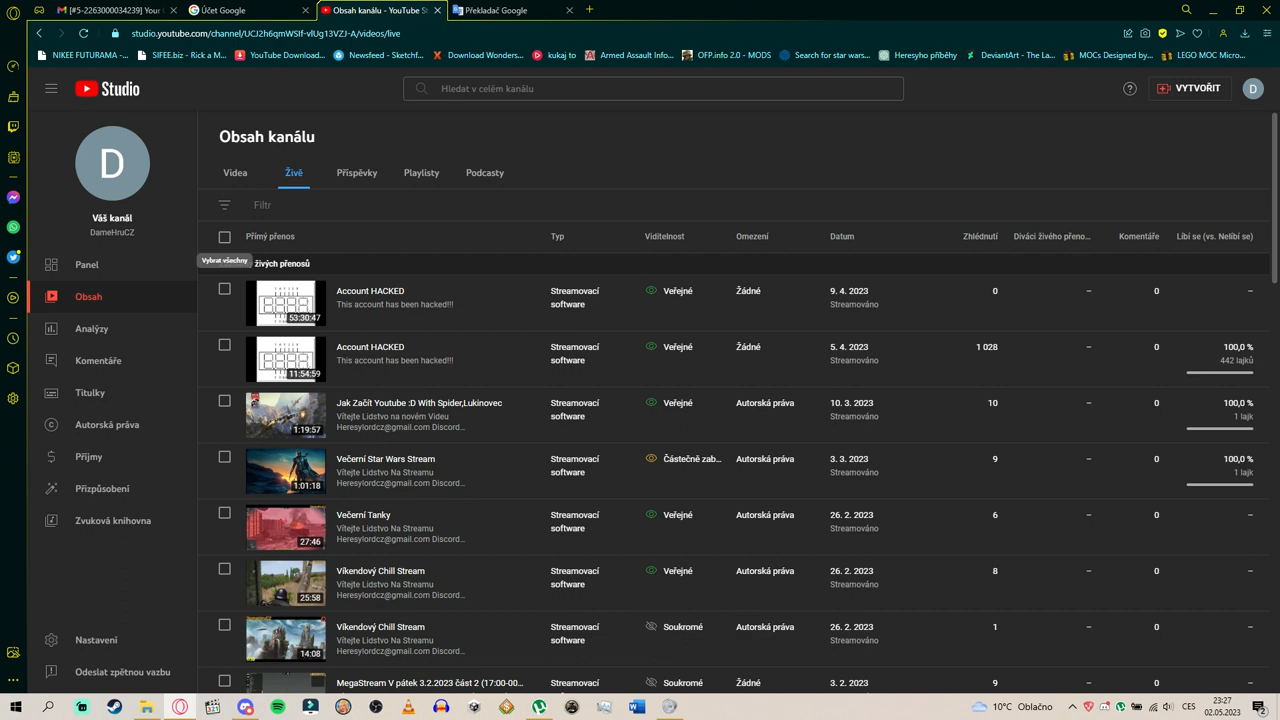 [#5-2263000034239] Your
Účet Google
Obsah kanálu - YouTube St
Překladač Google
studio.youtube.com/channel/UCJ2h6qmWSIf-vlUg13VZJ-A/videos/live
NIKEE FUTURAMA -...
SIFEE.biz - Rick a M...
YouTube Download...
Newsfeed - Sketchf...
Download Wonders...
kukaj to
Armed Assault Info...
OFP.info 2.0 - MODS
Search for star wars...
Heresyho příběhy
DeviantArt - The La...
MOCs Designed by...
LEGO MOC Micro...
Studio
Hledat v celém kanálu
VYTVOŘIT
D
D
Váš kanál
DameHruCZ
Panel
Obsah
Analýzy
Komentáře
Titulky
Autorská práva
Příjmy
Přizpůsobení
Zvuková knihovna
Nastavení
Odeslat zpětnou vazbu
Obsah kanálu
Videa
Živě
Příspěvky
Playlisty
Podcasty
Filtr
Přímý přenos
Typ
Viditelnost
Omezení
Datum
Zhlédnutí
Diváci živého přeno...
Komentáře
Líbí se (vs. Nelíbí se)
Vybrat všechny
živých přenosů
53:30:47
Account HACKED
This account has been hacked!!!
Streamovací
software
Veřejné
Žádné
9. 4. 2023
Streamováno
0
–
0
–
11:54:59
Account HACKED
This account has been hacked!!!
Streamovací
software
Veřejné
Žádné
5. 4. 2023
Streamováno
1 028
–
0
100,0 %
442 lajků
1:19:57
Jak Začít Youtube :D With Spider,Lukinovec
Vítejte Lidstvo na novém Videu
Heresylordcz@gmail.com Discord...
Streamovací
software
Veřejné
Autorská práva
10. 3. 2023
Streamováno
10
–
0
100,0 %
1 lajk
1:01:18
Večerní Star Wars Stream
Vítejte Lidstvo Na Streamu
Heresylordcz@gmail.com Discord...
Streamovací
software
Částečně zab...
Autorská práva
3. 3. 2023
Streamováno
9
–
0
100,0 %
1 lajk
27:46
Večerní Tanky
Vítejte Lidstvo Na Streamu
Heresylordcz@gmail.com Discord...
Streamovací
software
Veřejné
Autorská práva
26. 2. 2023
Streamováno
6
–
0
–
25:58
Víkendový Chill Stream
Vítejte Lidstvo Na Streamu
Heresylordcz@gmail.com Discord...
Streamovací
software
Veřejné
Autorská práva
26. 2. 2023
Streamováno
8
–
0
–
14:08
Víkendový Chill Stream
Vítejte Lidstvo Na Streamu
Heresylordcz@gmail.com Discord...
Streamovací
software
Soukromé
Autorská práva
26. 2. 2023
Streamováno
1
–
0
–
MegaStream V pátek 3.2.2023 část 2 (17:00-00...
Streamovací
Soukromé
Autorská práva
3. 2. 2023
9
–
0
–
10°C Oblačno
CES
23:27
02.05.2023